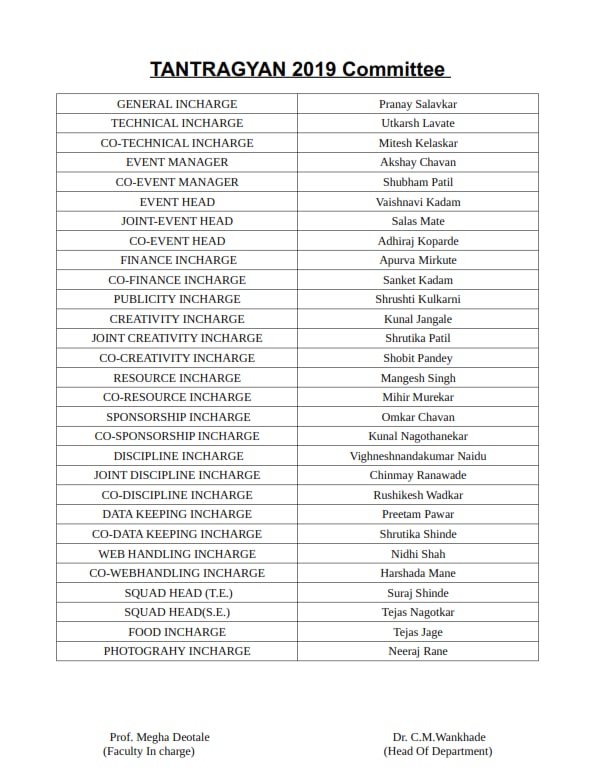 TANTRAGYAN 2019 Committee
GENERAL INCHARGE Pranay Salavkar
TECHNICAL INCHARGE Utkarsh Lavate
CO-TECHNICAL INCHARGE Mitesh Kelaskar
EVENT MANAGER Akshay Chavan
CO-EVENT MANAGER Shubham Patil
EVENT HEAD Vaishnavi Kadam
JOINT-EVENT HEAD Salas Mate
CO-EVENT HEAD Adhiraj Koparde
FINANCE INCHARGE Apurva Mirkute
CO-FINANCE INCHARGE Sanket Kadam
PUBLICITY INCHARGE Shrushti Kulkarni
CREATIVITY INCHARGE Kunal Jangale
JOINT CREATIVITY INCHARGE Shrutika Patil
CO-CREATIVITY INCHARGE Shobit Pandey
RESOURCE INCHARGE Mangesh Singh
CO-RESOURCE INCHARGE Mihir Murekar
SPONSORSHIP INCHARGE Omkar Chavan
CO-SPONSORSHIP INCHARGE Kunal Nagothanekar
DISCIPLINE INCHARGE Vighneshnandakumar Naidu
JOINT DISCIPLINE INCHARGE Chinmay Ranawade
CO-DISCIPLINE INCHARGE Rushikesh Wadkar
DATA KEEPING INCHARGE Preetam Pawar
CO-DATA KEEPING INCHARGE Shrutika Shinde
WEB HANDLING INCHARGE Nidhi Shah
CO-WEBHANDLING INCHARGE Harshada Mane
SQUAD HEAD (T.E.) Suraj Shinde
SQUAD HEAD(S.E.) Tejas Nagotkar
FOOD INCHARGE Tejas Jage
PHOTOGRAHY INCHARGE Neeraj Rane
Prof. Megha Deotale Dr. C.M.Wankhade
(Faculty In charge) (Head Of Department)